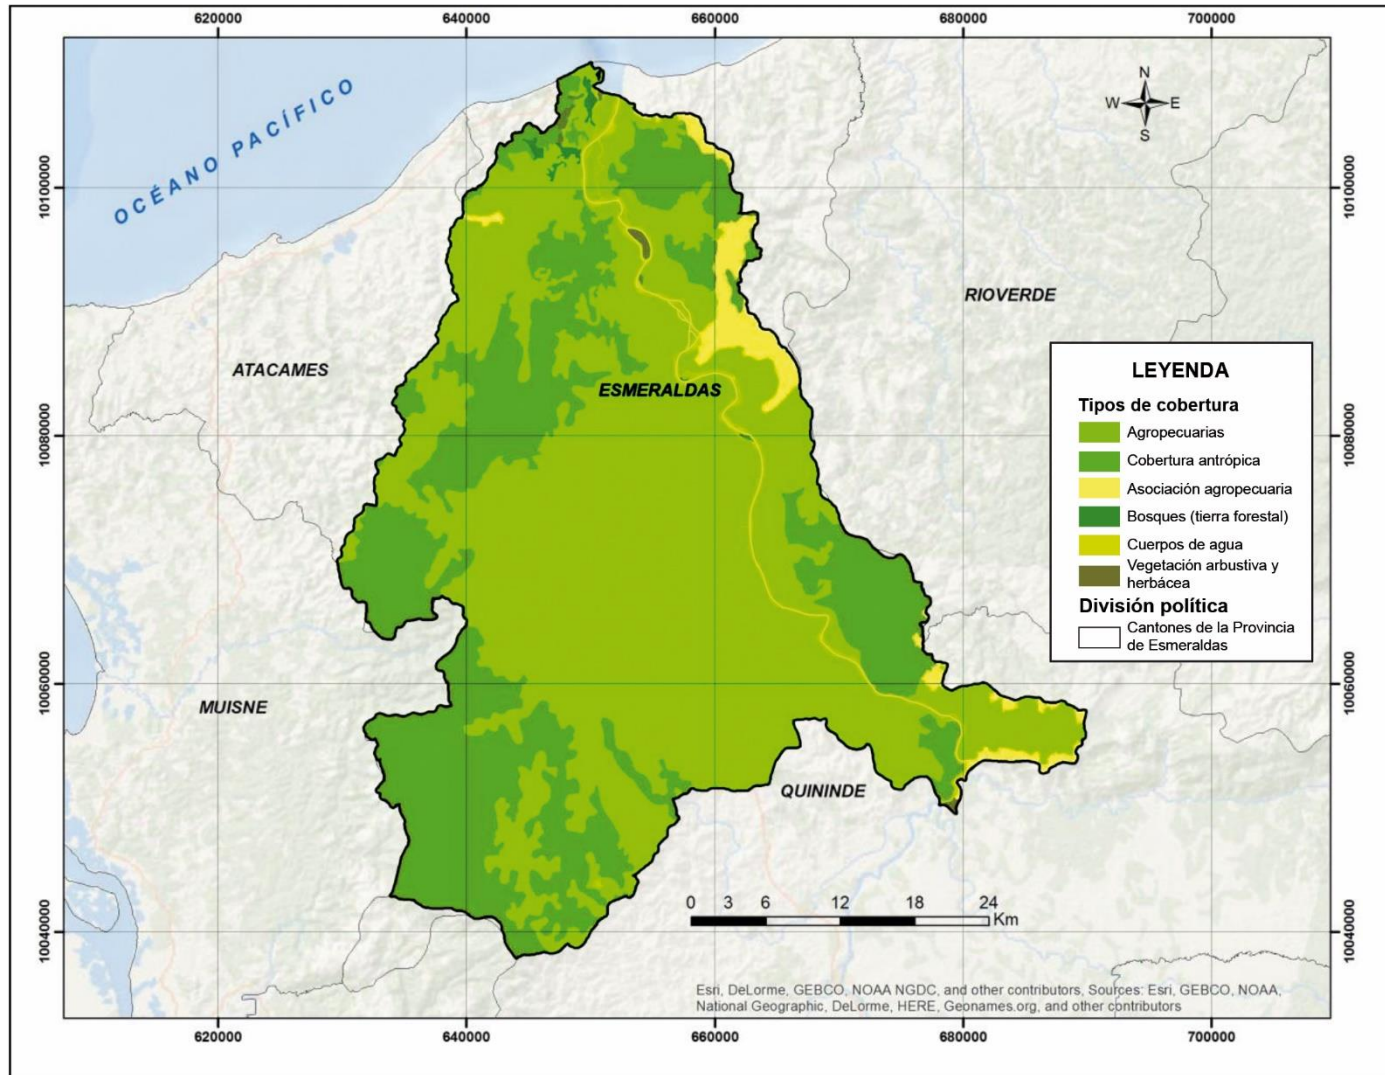 620000 640000 660000 680000 700000
N
W E
S
OCÉANO PACÍFICO
10100000 10100000
RIOVERDE
ATACAMES
ESMERALDAS
LEYENDA
Tipos de cobertura
Agropecuarias
Cobertura antrópica
Asociación agropecuaria
Bosques (tierra forestal)
Cuerpos de agua
Vegetación arbustiva y
herbácea
División política
Cantones de la Provincia
de Esmeraldas
10080000 10080000
10060000 10060000
MUISNE
QUININDE
0 3 6 12 18 24
Km
10040000 10040000
Esri, DeLorme, GEBCO, NOAA NGDC, and other contributors, Sources: Esri, GEBCO, NOAA,
National Geographic, DeLorme, HERE, Geonames.org, and other contributors
620000 640000 660000 680000 700000